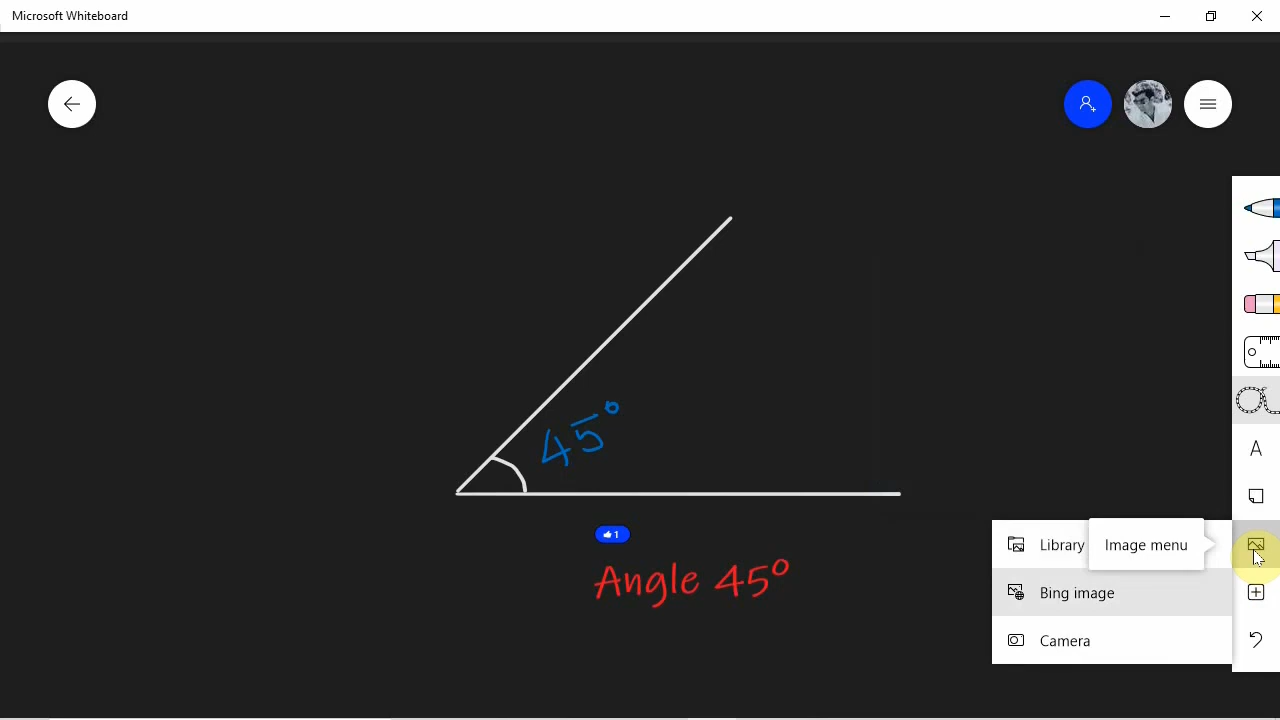 Microsoft Whiteboard
45°
1
Angle 45°
Library
Image menu
Bing image
Camera
A